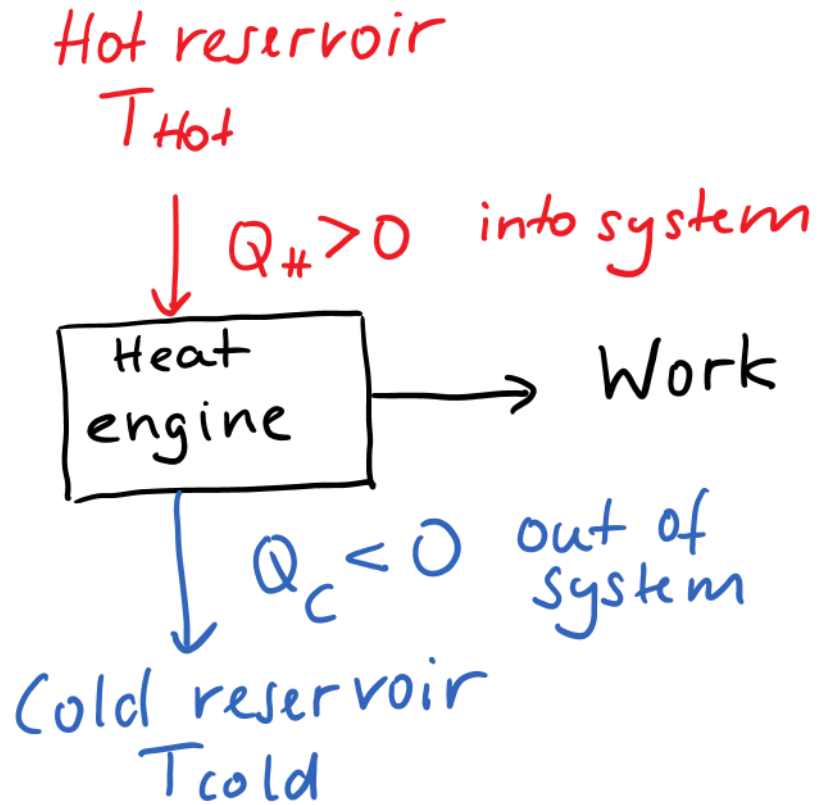 Hot reservoir
THot
QH > 0 into system
Heat
engine
Work
QC < 0 out of
system
Cold reservoir
Tcold